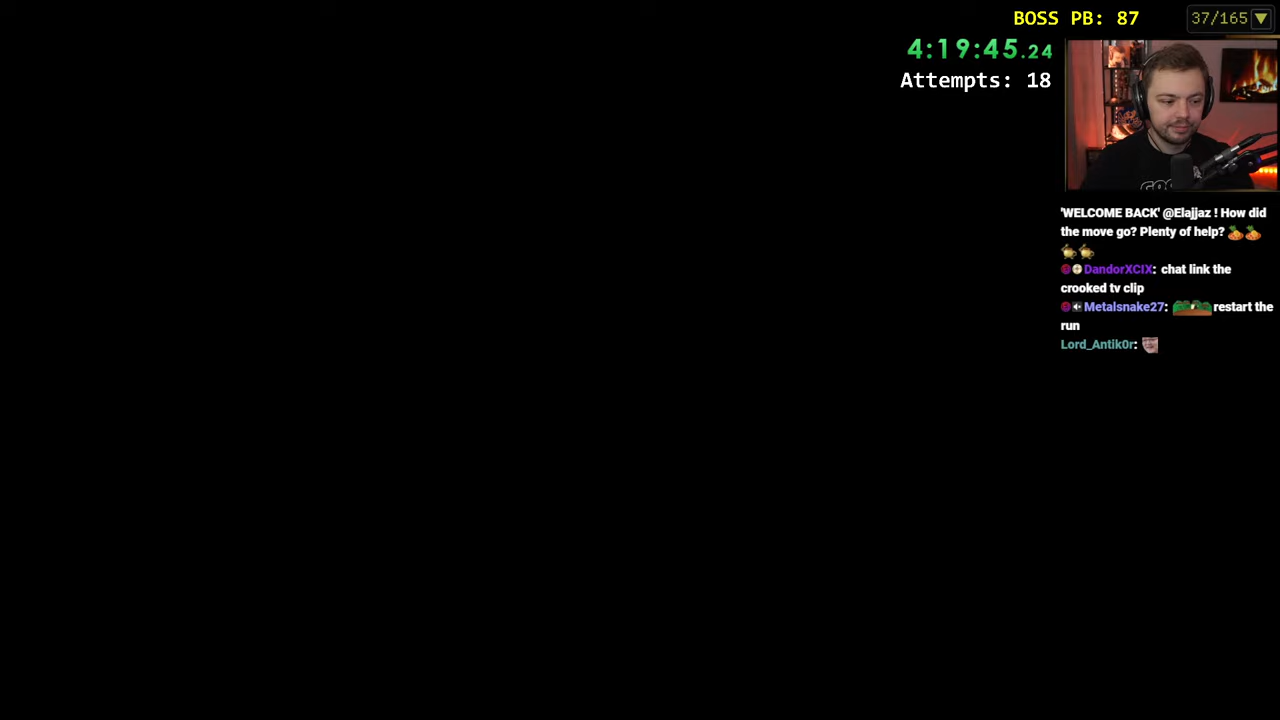 BOSS PB: 87
37/165
4:19:45.24
Attempts: 18
'WELCOME BACK' @Elajjaz ! How did
the move go? Plenty of help?
DandorXCIX: chat link the
crooked tv clip
Metalsnake27: restart the
run
Lord_Antik0r: